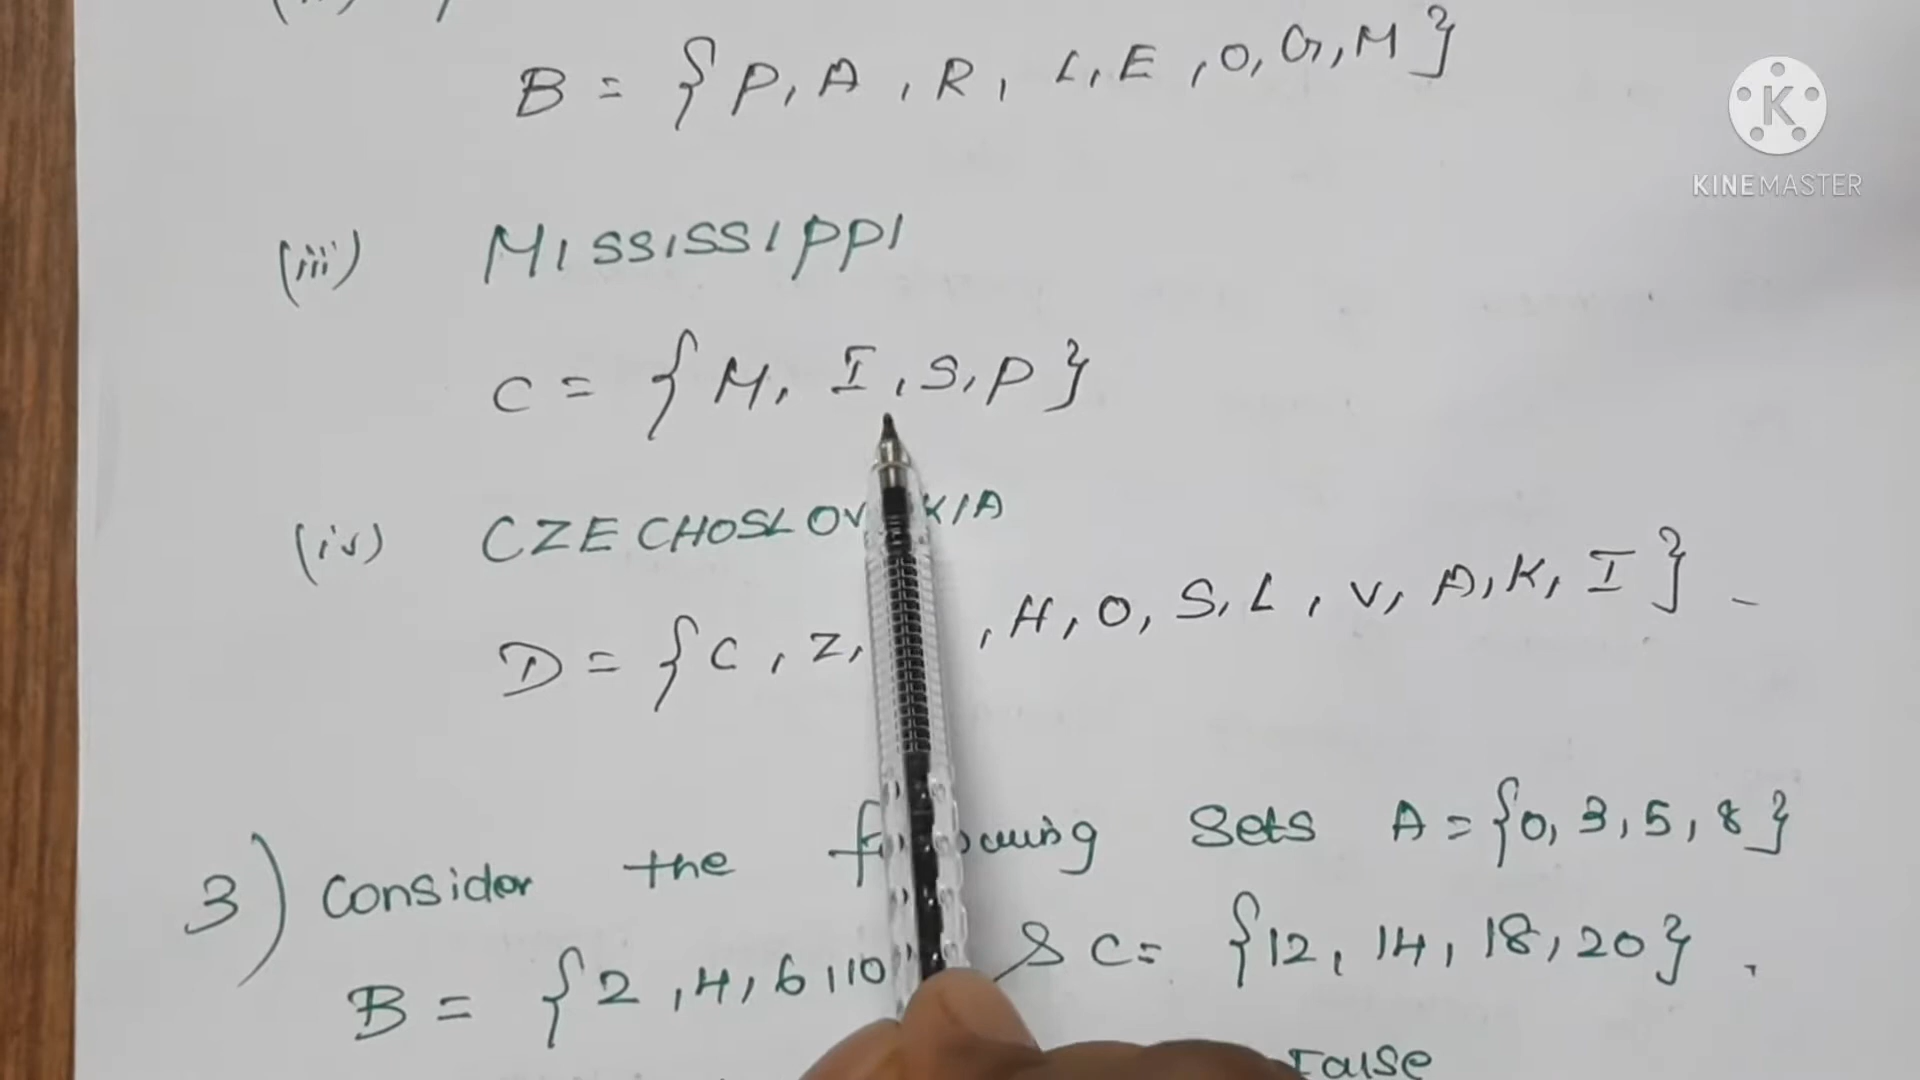 B = { P, A, R, L, E, O, G, M }
KINEMASTER
(iii) MISSISSIPPI
C = { M, I, S, P }
(iv) CZECHOSLOV KIA
D = { C, Z, , H, O, S, L, V, A, K, I }
3) Consider the Sets A = {0, 3, 5, 8}
B = {2, 4, 6, 10 & C = {12, 14, 18, 20}.
False